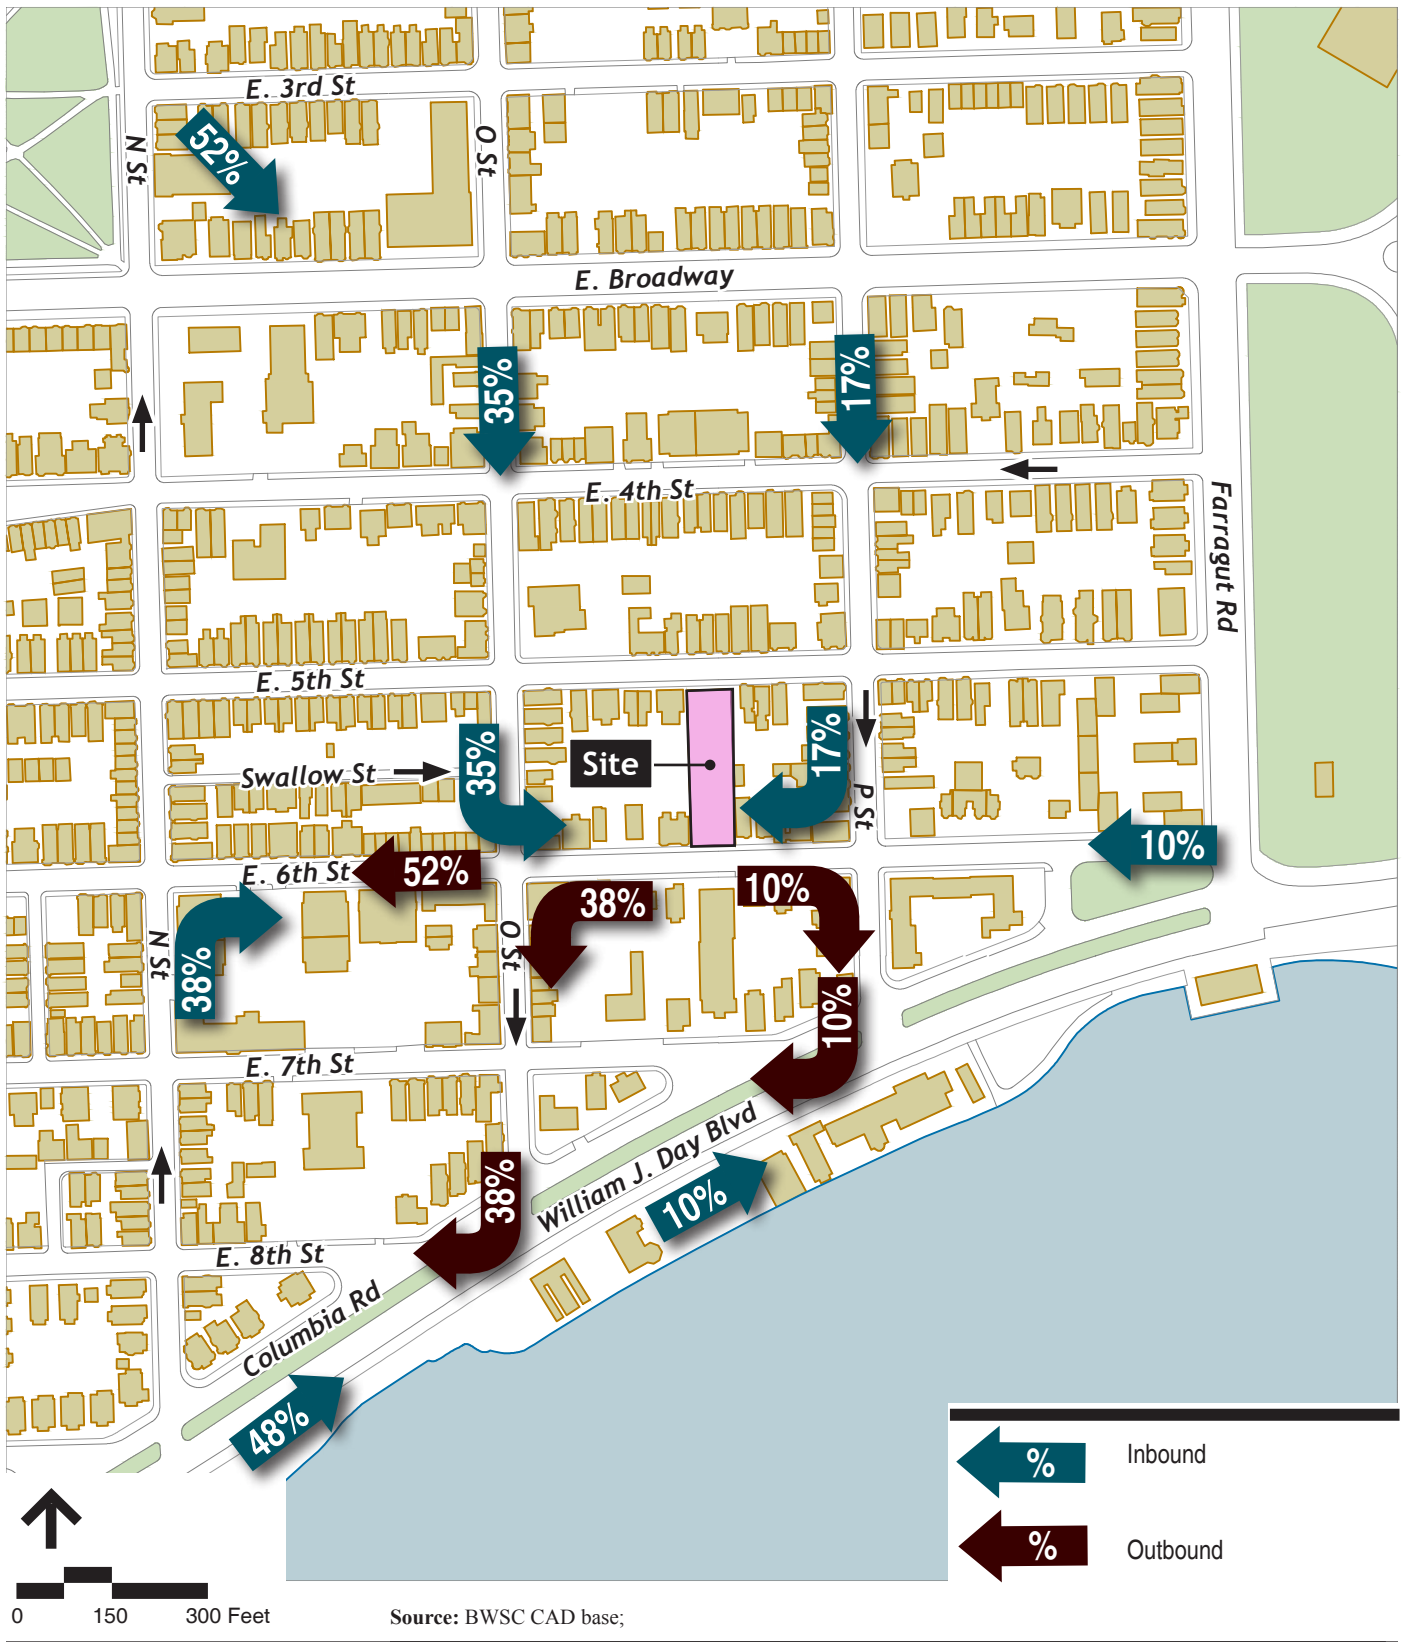 E. 3rd St
52%
N St
O St
E. Broadway
35%
17%
E. 4th St
Farragut Rd
E. 5th St
35%
17%
Site
Swallow St
P St
10%
E. 6th St
52%
38%
10%
N St
38%
O St
10%
E. 7th St
William J. Day Blvd
38%
10%
E. 8th St
Columbia Rd
48%
% Inbound
% Outbound
0 150 300 Feet
Source: BWSC CAD base;